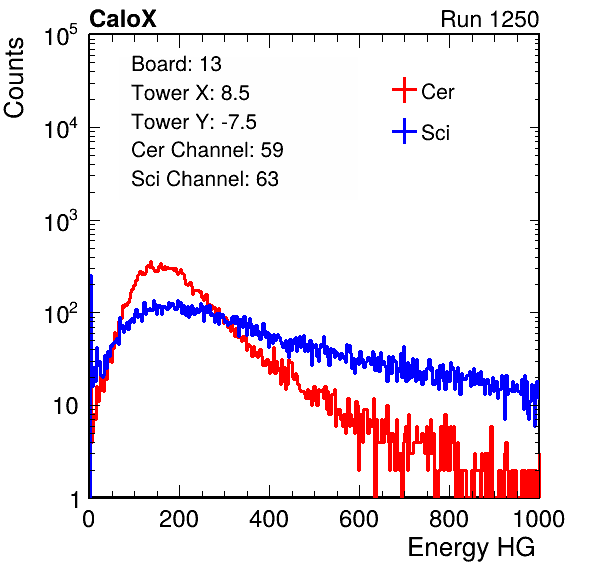 CaloX Run 1250
Counts
10^5
10^4
10^3
10^2
10
1
Board: 13
Tower X: 8.5
Tower Y: -7.5
Cer Channel: 59
Sci Channel: 63
Cer
Sci
0 200 400 600 800 1000
Energy HG